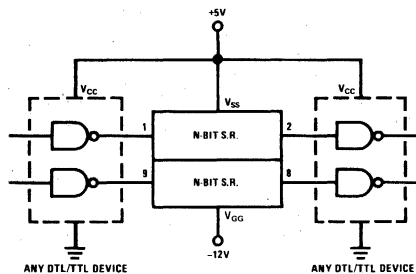 +5V
VCC
VSS
VCC
1
N-BIT S.R.
2
9
N-BIT S.R.
8
VGG
-12V
ANY DTL/TTL DEVICE
ANY DTL/TTL DEVICE